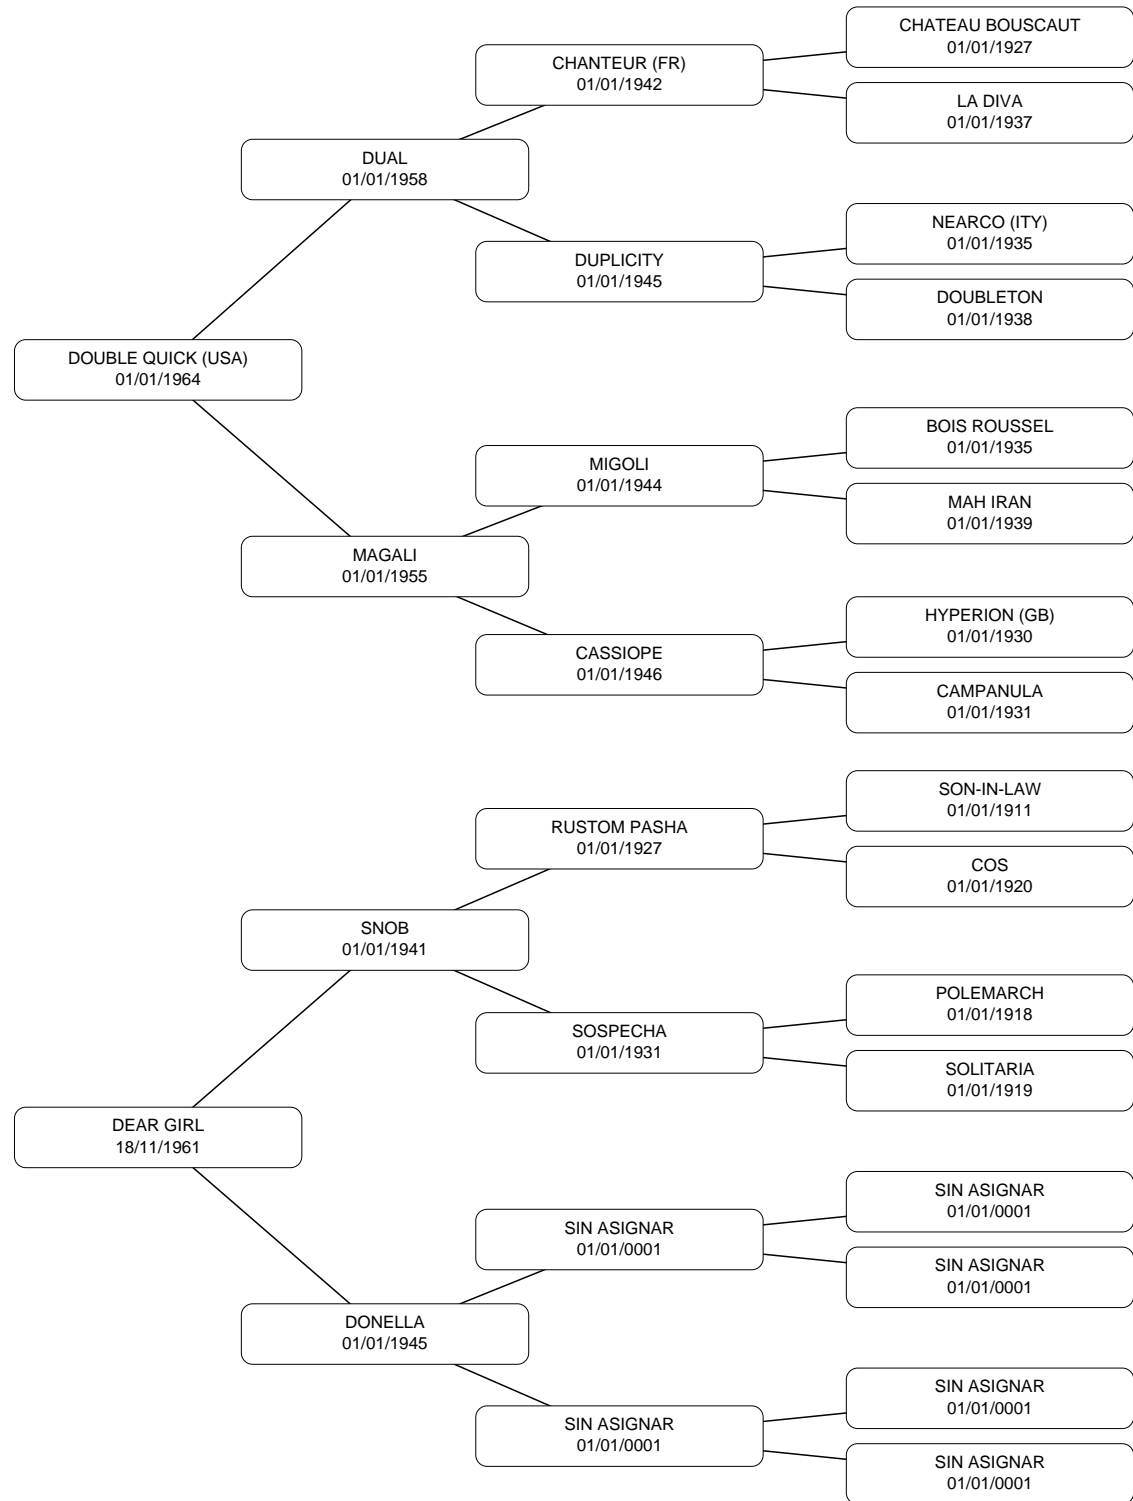 CHATEAU BOUSCAUT
01/01/1927
CHANTEUR (FR)
01/01/1942
LA DIVA
01/01/1937
DUAL
01/01/1958
NEARCO (ITY)
01/01/1935
DUPLICITY
01/01/1945
DOUBLETON
01/01/1938
DOUBLE QUICK (USA)
01/01/1964
BOIS ROUSSEL
01/01/1935
MIGOLI
01/01/1944
MAH IRAN
01/01/1939
MAGALI
01/01/1955
HYPERION (GB)
01/01/1930
CASSIOPE
01/01/1946
CAMPANULA
01/01/1931
SON-IN-LAW
01/01/1911
RUSTOM PASHA
01/01/1927
COS
01/01/1920
SNOB
01/01/1941
POLEMARCH
01/01/1918
SOSPECHA
01/01/1931
SOLITARIA
01/01/1919
DEAR GIRL
18/11/1961
SIN ASIGNAR
01/01/0001
SIN ASIGNAR
01/01/0001
SIN ASIGNAR
01/01/0001
DONELLA
01/01/1945
SIN ASIGNAR
01/01/0001
SIN ASIGNAR
01/01/0001
SIN ASIGNAR
01/01/0001